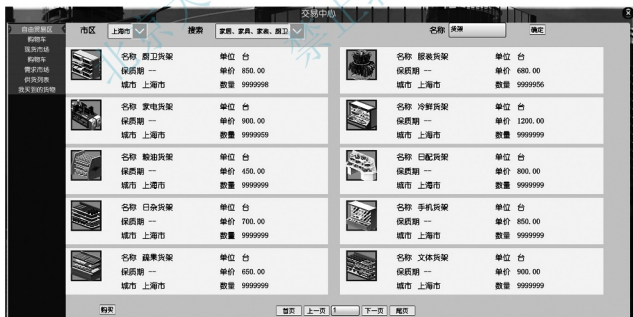 交易中心
自由贸易区
购物车
现货市场
购物车
需求市场
供货列表
我买到的货物
市区 上海市 搜索 家居、家具、家装、厨卫 名称 货架 确定
名称 厨卫货架 单位 台
保质期 -- 单价 850.00
城市 上海市 数量 9999998
名称 服装货架 单位 台
保质期 -- 单价 680.00
城市 上海市 数量 9999956
名称 家电货架 单位 台
保质期 -- 单价 900.00
城市 上海市 数量 9999959
名称 冷鲜货架 单位 台
保质期 -- 单价 1200.00
城市 上海市 数量 9999999
名称 粮油货架 单位 台
保质期 -- 单价 450.00
城市 上海市 数量 9999999
名称 日配货架 单位 台
保质期 -- 单价 800.00
城市 上海市 数量 9999999
名称 日杂货架 单位 台
保质期 -- 单价 700.00
城市 上海市 数量 9999999
名称 手机货架 单位 台
保质期 -- 单价 850.00
城市 上海市 数量 9999999
名称 蔬果货架 单位 台
保质期 -- 单价 650.00
城市 上海市 数量 9999999
名称 文体货架 单位 台
保质期 -- 单价 900.00
城市 上海市 数量 9999999
购买 首页 上一页 1 下一页 尾页